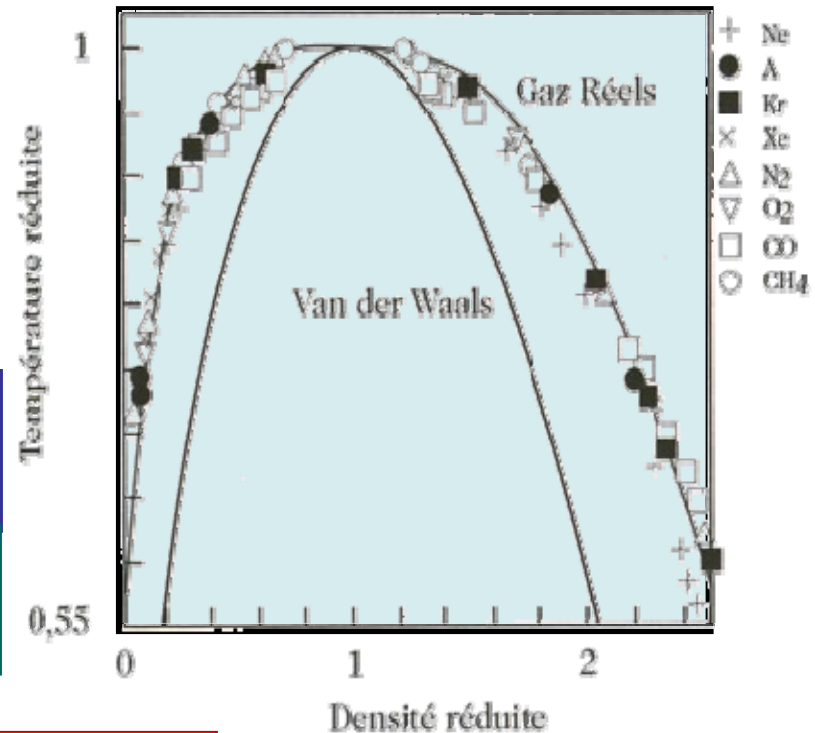 Température réduite
1
0,55
Gaz Réels
Van der Waals
Ne
A
Kr
Xe
N2
O2
CO
CH4
0
1
2
Densité réduite